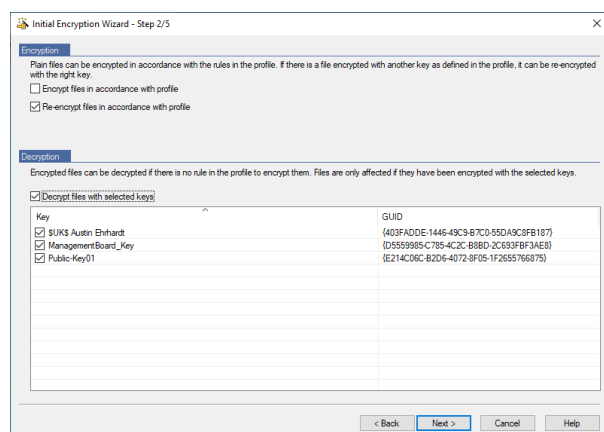 Initial Encryption Wizard - Step 2/5
Encryption
Plain files can be encrypted in accordance with the rules in the profile. If there is a file encrypted with another key as defined in the profile, it can be re-encrypted
with the right key.
Encrypt files in accordance with profile
Re-encrypt files in accordance with profile
Decryption
Encrypted files can be decrypted if there is no rule in the profile to encrypt them. Files are only affected if they have been encrypted with the selected keys.
Decrypt files with selected keys
Key GUID
$UK$ Austin Ehrhardt {403FADDE-1446-49C9-B7C0-55DA9C8FB187}
ManagementBoard_Key {D5559985-C785-4C2C-B8BD-2C693FBF3AE8}
Public-Key01 {E214C06C-B2D6-4072-8F05-1F2655766875}
< Back Next > Cancel Help